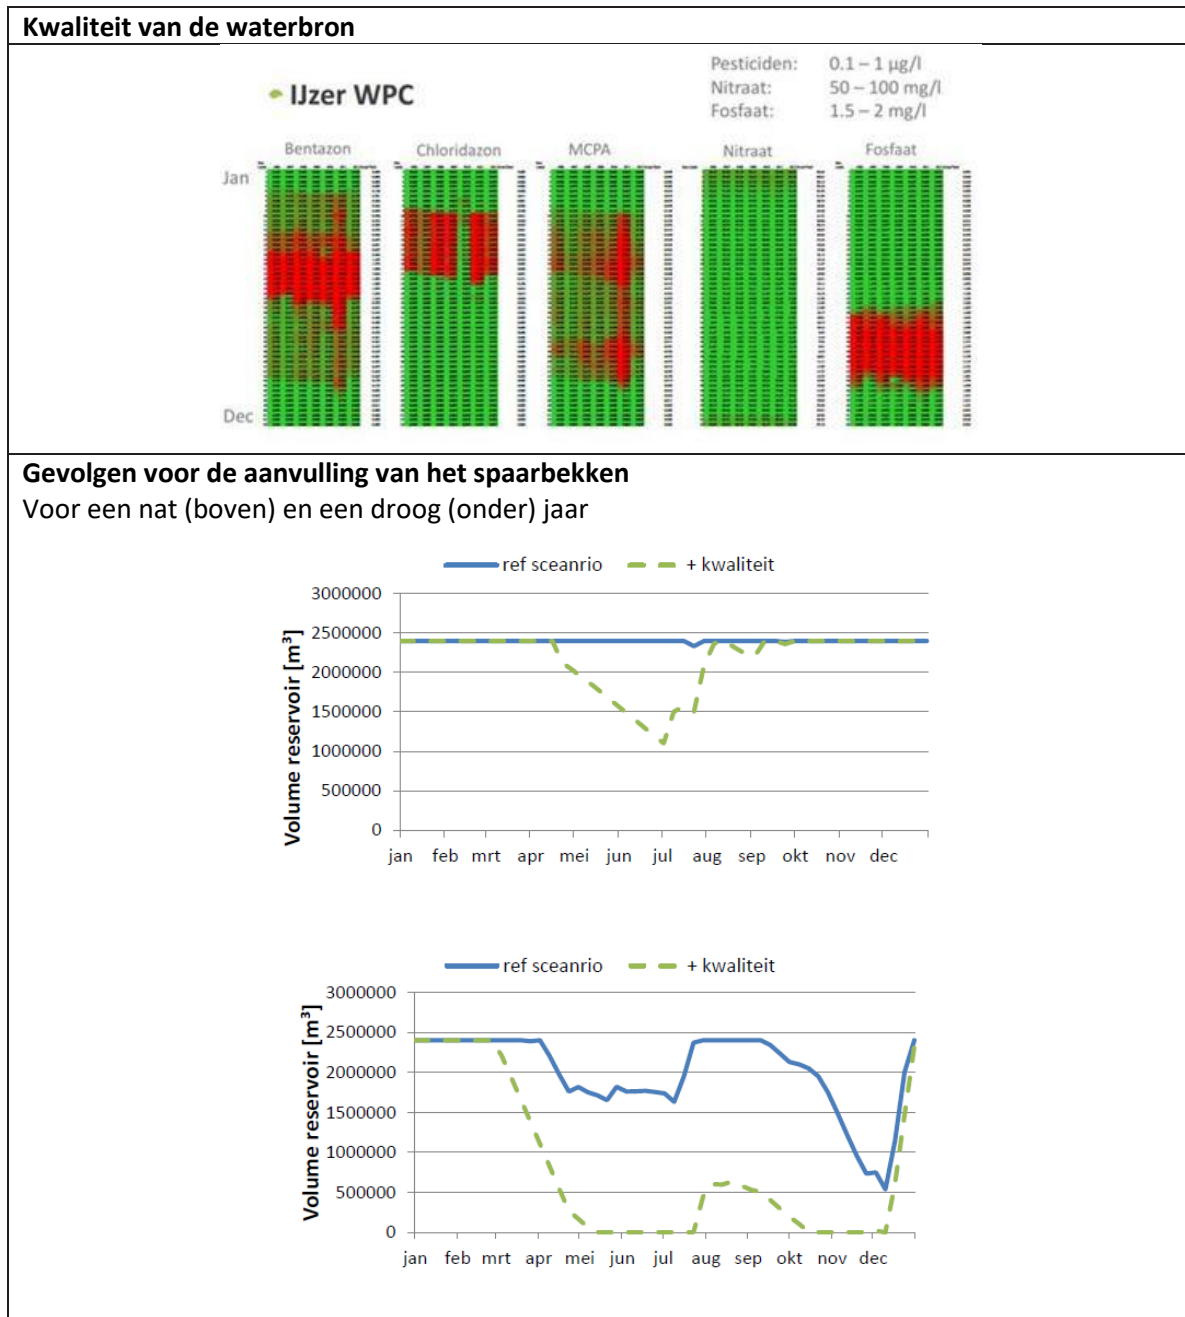 Kwaliteit van de waterbron
IJzer WPC
Pesticiden: 0.1 – 1 µg/l
Nitraat: 50 – 100 mg/l
Fosfaat: 1.5 – 2 mg/l
Bentazon Chloridazon MCPA Nitraat Fosfaat
Jan
Dec
Gevolgen voor de aanvulling van het spaarbekken
Voor een nat (boven) en een droog (onder) jaar
ref sceanrio + kwaliteit
Volume reservoir [m³]
3000000
2500000
2000000
1500000
1000000
500000
0
jan feb mrt apr mei jun jul aug sep okt nov dec
ref sceanrio + kwaliteit
Volume reservoir [m³]
3000000
2500000
2000000
1500000
1000000
500000
0
jan feb mrt apr mei jun jul aug sep okt nov dec